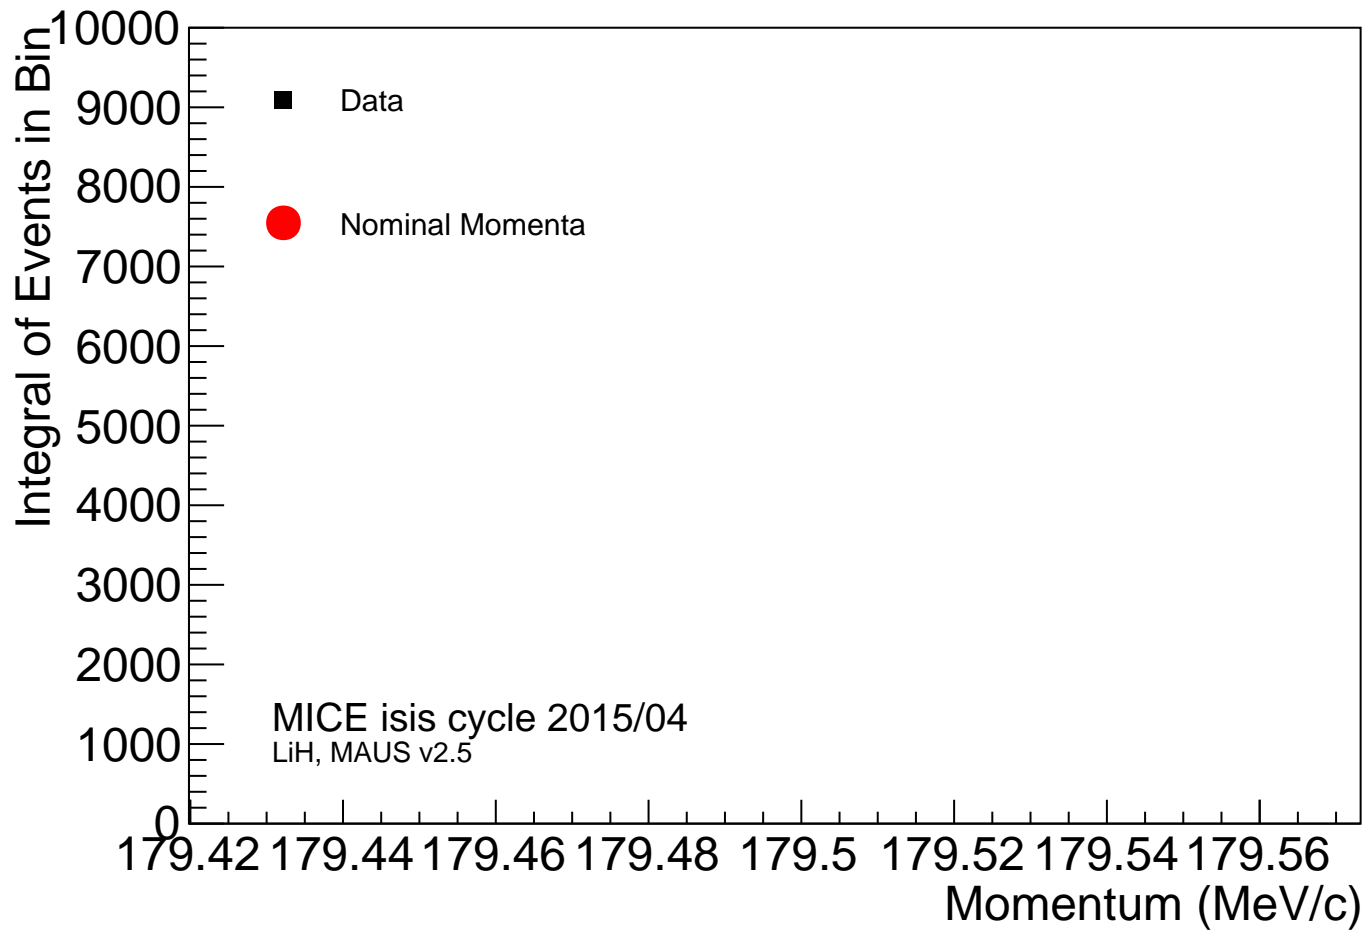 Integral of Events in Bin
10000
9000
8000
7000
6000
5000
4000
3000
2000
1000
0
Data
Nominal Momenta
MICE isis cycle 2015/04
LiH, MAUS v2.5
179.42 179.44 179.46 179.48 179.5 179.52 179.54 179.56
Momentum (MeV/c)